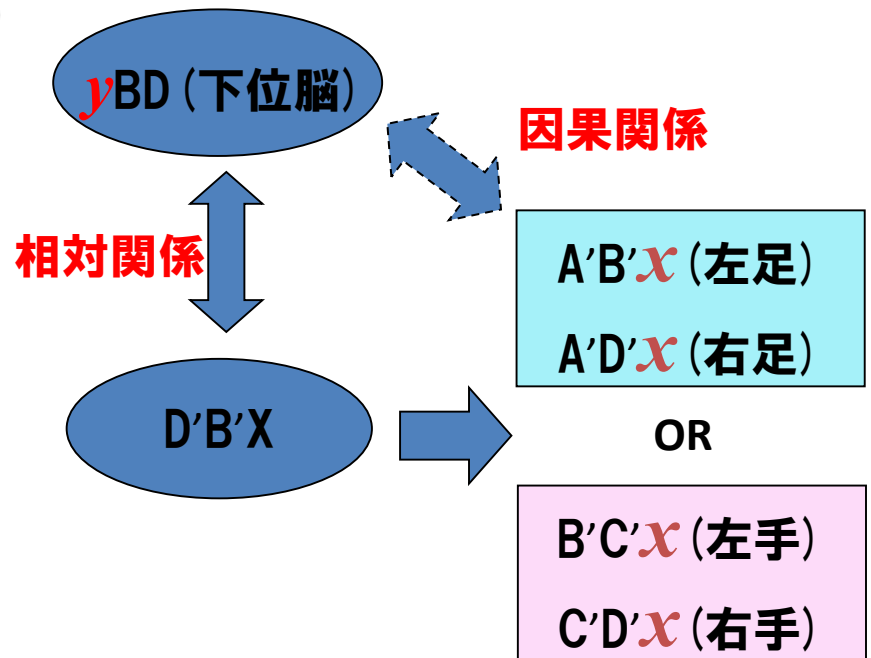 yBD(下位脳)
因果関係
相対関係
A’B’x(左足)
A’D’x(右足)
D’B’X
OR
B’C’x(左手)
C’D’x(右手)